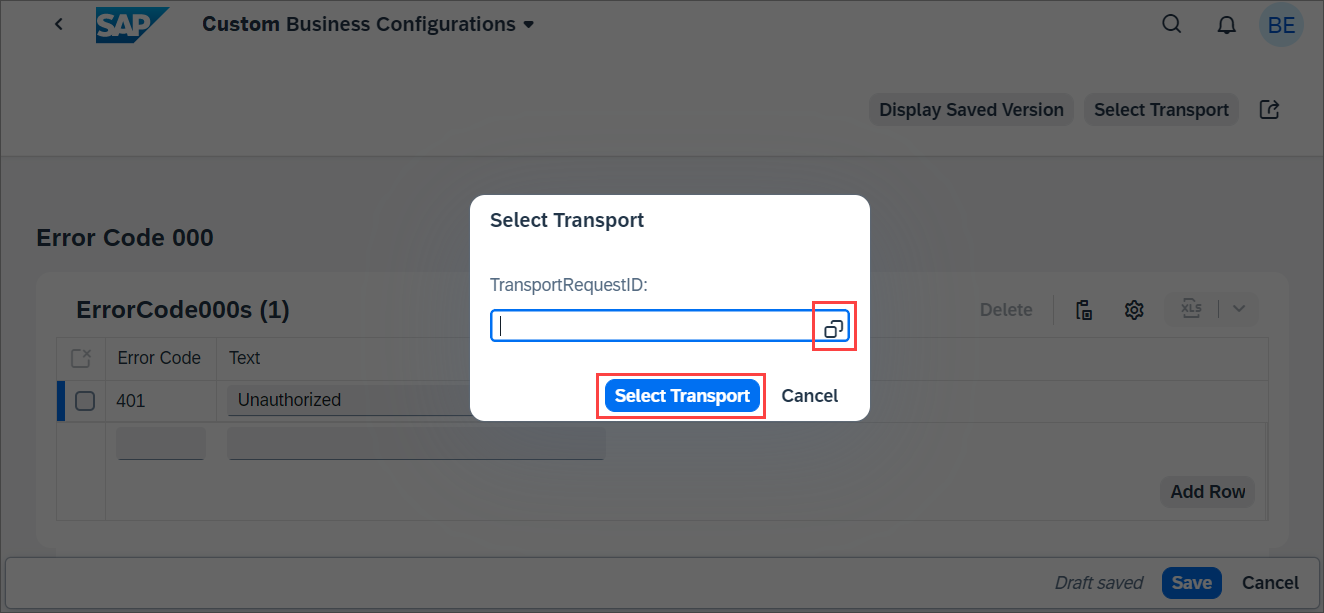 SAP Custom Business Configurations BE
Display Saved Version Select Transport
Select Transport
Error Code 000
TransportRequestID:
ErrorCode000s (1) Delete XLS
Error Code Text
401 Unauthorized
Select Transport Cancel
Add Row
Draft saved Save Cancel